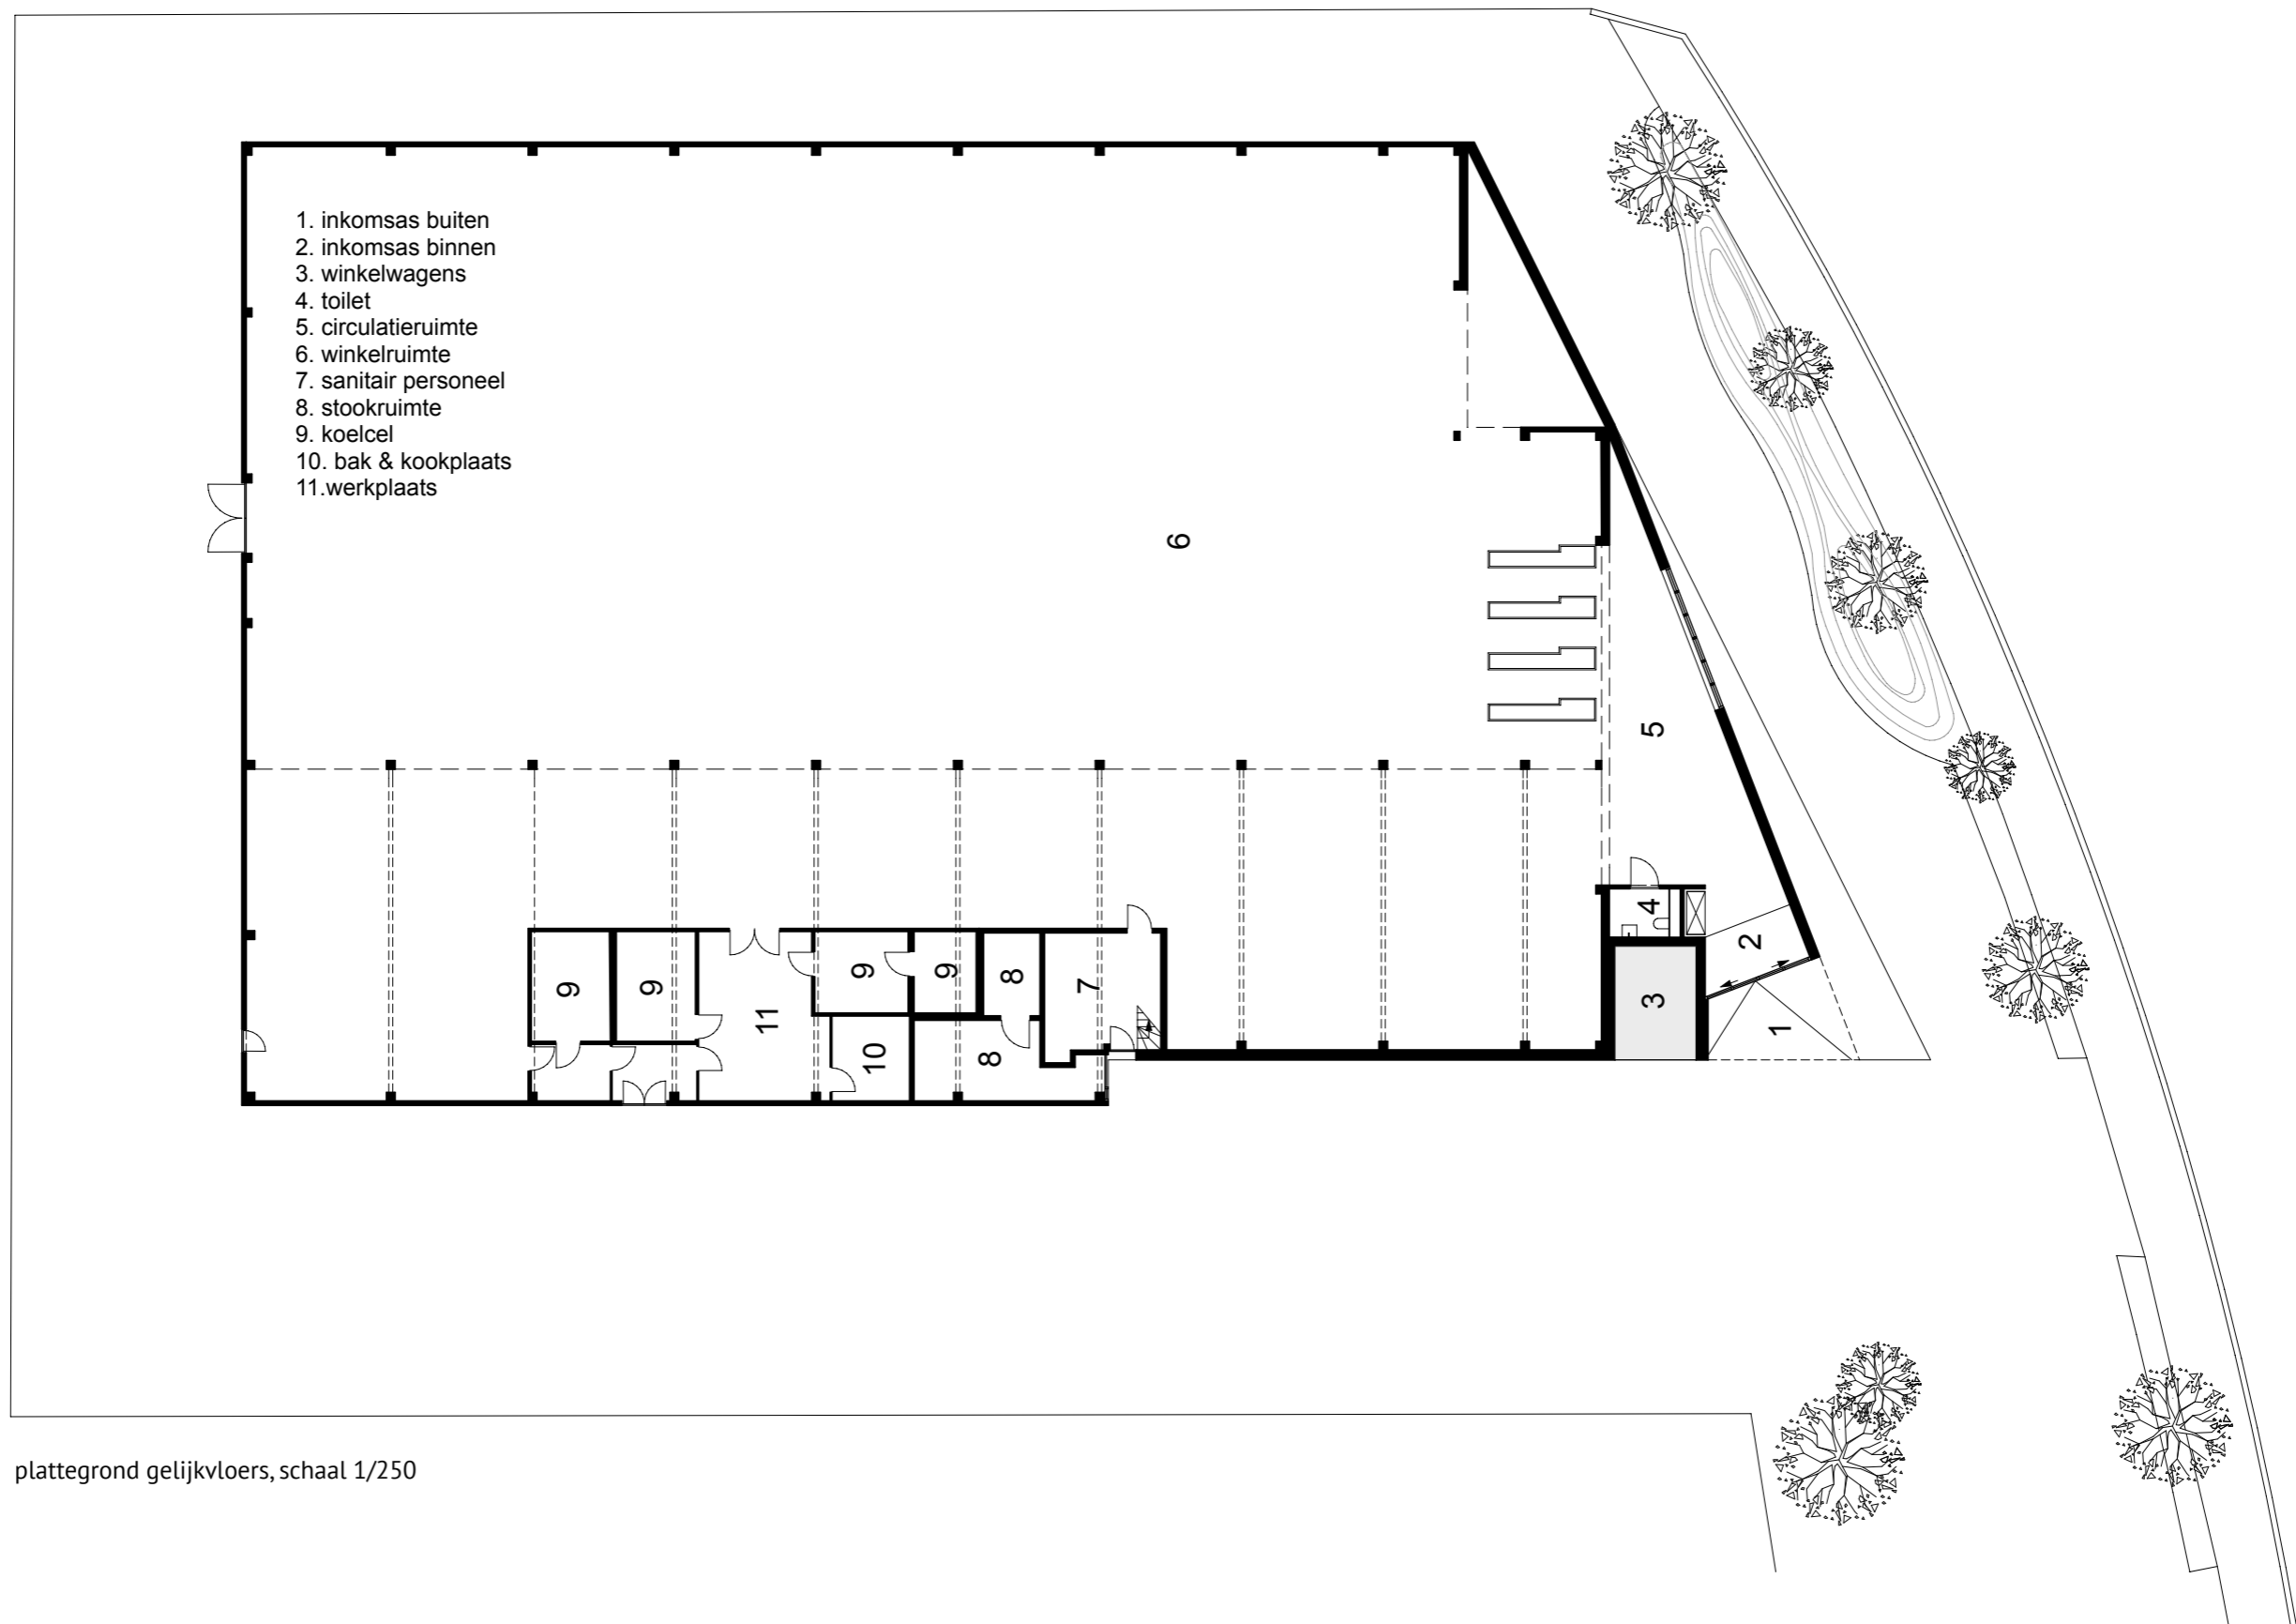 1. inkomsas buiten
2. inkomsas binnen
3. winkelwagens
4. toilet
5. circulatieruimte
6. winkelruimte
7. sanitair personeel
8. stookruimte
9. koelcel
10. bak & kookplaats
11.werkplaats
6
5
4
2
3
1
9
9
11
9
9
8
7
10
8
plattegrond gelijkvloers, schaal 1/250